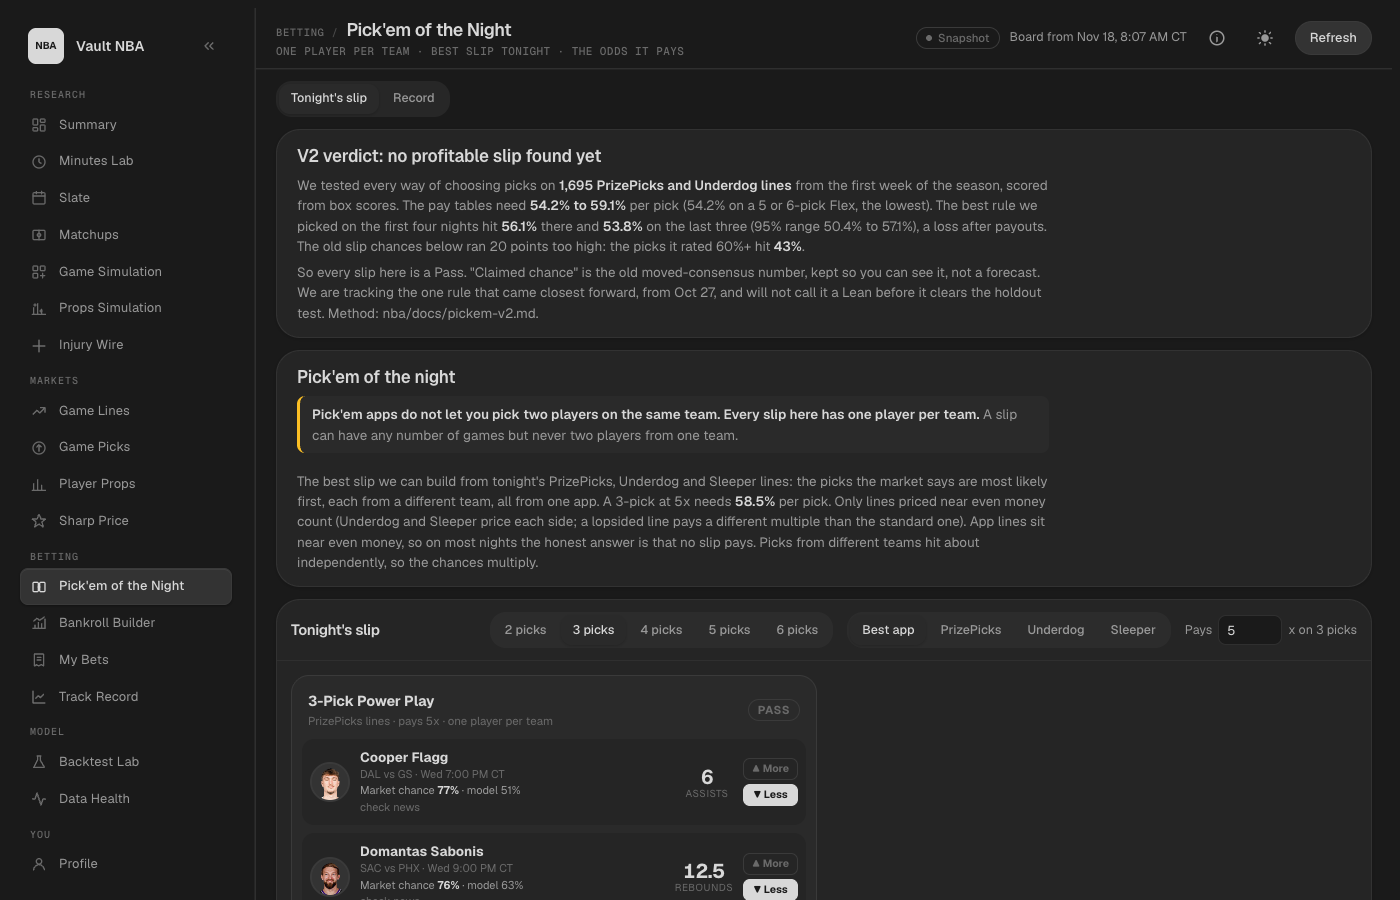 NBA
Vault NBA
RESEARCH
Summary
Minutes Lab
Slate
Matchups
Game Simulation
Props Simulation
Injury Wire
MARKETS
Game Lines
Game Picks
Player Props
Sharp Price
BETTING
Pick'em of the Night
Bankroll Builder
My Bets
Track Record
MODEL
Backtest Lab
Data Health
YOU
Profile
BETTING / Pick'em of the Night
ONE PLAYER PER TEAM · BEST SLIP TONIGHT · THE ODDS IT PAYS
Snapshot
Board from Nov 18, 8:07 AM CT
Refresh
Tonight's slip
Record
V2 verdict: no profitable slip found yet
We tested every way of choosing picks on 1,695 PrizePicks and Underdog lines from the first week of the season, scored
from box scores. The pay tables need 54.2% to 59.1% per pick (54.2% on a 5 or 6-pick Flex, the lowest). The best rule we
picked on the first four nights hit 56.1% there and 53.8% on the last three (95% range 50.4% to 57.1%), a loss after payouts.
The old slip chances below ran 20 points too high: the picks it rated 60%+ hit 43%.
So every slip here is a Pass. "Claimed chance" is the old moved-consensus number, kept so you can see it, not a forecast.
We are tracking the one rule that came closest forward, from Oct 27, and will not call it a Lean before it clears the holdout
test. Method: nba/docs/pickem-v2.md.
Pick'em of the night
Pick'em apps do not let you pick two players on the same team. Every slip here has one player per team. A slip
can have any number of games but never two players from one team.
The best slip we can build from tonight's PrizePicks, Underdog and Sleeper lines: the picks the market says are most likely
first, each from a different team, all from one app. A 3-pick at 5x needs 58.5% per pick. Only lines priced near even money
count (Underdog and Sleeper price each side; a lopsided line pays a different multiple than the standard one). App lines sit
near even money, so on most nights the honest answer is that no slip pays. Picks from different teams hit about
independently, so the chances multiply.
Tonight's slip
2 picks
3 picks
4 picks
5 picks
6 picks
Best app
PrizePicks
Underdog
Sleeper
Pays 5 x on 3 picks
3-Pick Power Play
PrizePicks lines · pays 5x · one player per team
PASS
Cooper Flagg
DAL vs GS · Wed 7:00 PM CT
Market chance 77% · model 51%
check news
6
ASSISTS
▲ More
▼ Less
Domantas Sabonis
SAC vs PHX · Wed 9:00 PM CT
Market chance 76% · model 63%
check news
12.5
REBOUNDS
▲ More
▼ Less